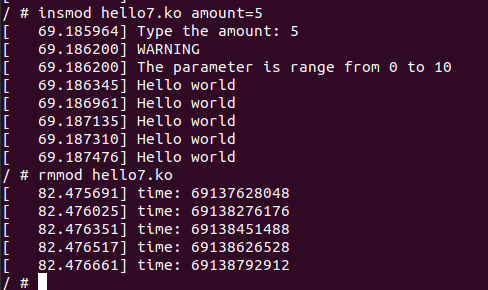 / # insmod hello7.ko amount=5
[   69.185964] Type the amount: 5
[   69.186200] WARNING
[   69.186200] The parameter is range from 0 to 10
[   69.186345] Hello world
[   69.186961] Hello world
[   69.187135] Hello world
[   69.187310] Hello world
[   69.187476] Hello world
/ # rmmod hello7.ko
[   82.475691] time: 69137628048
[   82.476025] time: 69138276176
[   82.476351] time: 69138451488
[   82.476517] time: 69138626528
[   82.476661] time: 69138792912
/ #